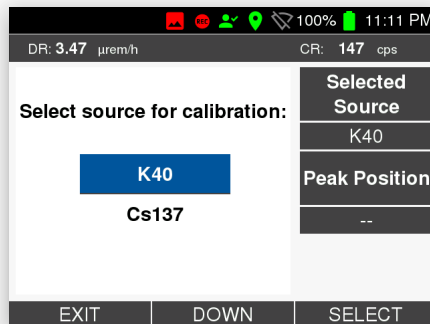 100% 11:11 PM
DR: 3.47 µrem/h CR: 147 cps
Select source for calibration:
K40
Cs137
Selected
Source
K40
Peak Position
--
EXIT DOWN SELECT